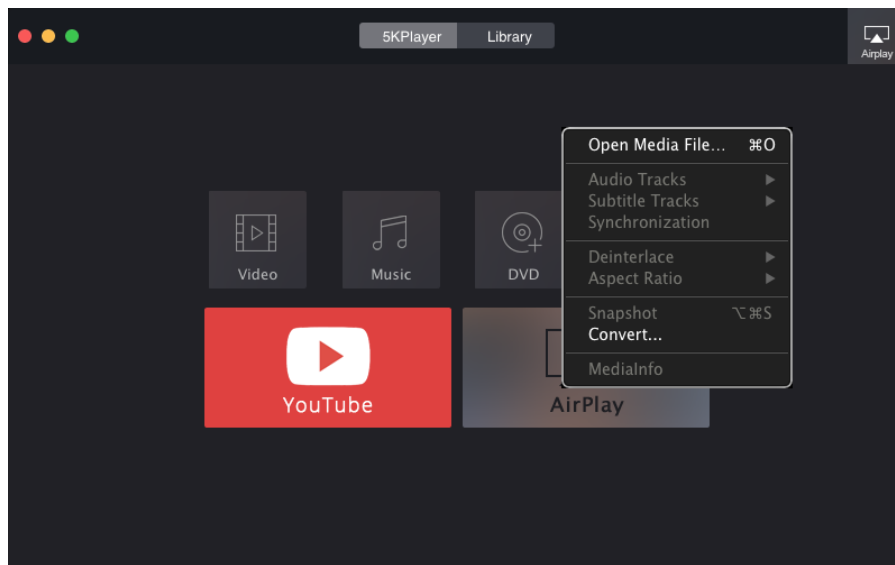 5KPlayer Library
Airplay
Open Media File... ⌘O
Audio Tracks
Subtitle Tracks
Synchronization
Deinterlace
Aspect Ratio
Snapshot ⌥⌘S
Convert...
MediaInfo
Video Music DVD
YouTube AirPlay